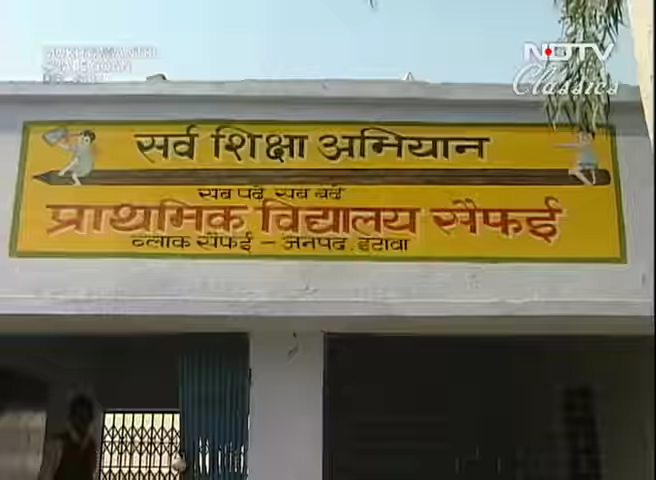 NDTV
Classics
सर्व शिक्षा अभियान
सब पढ़ें सब बढ़ें
प्राथमिक विद्यालय सैफई
ब्लाक सैफई - जनपद इटावा